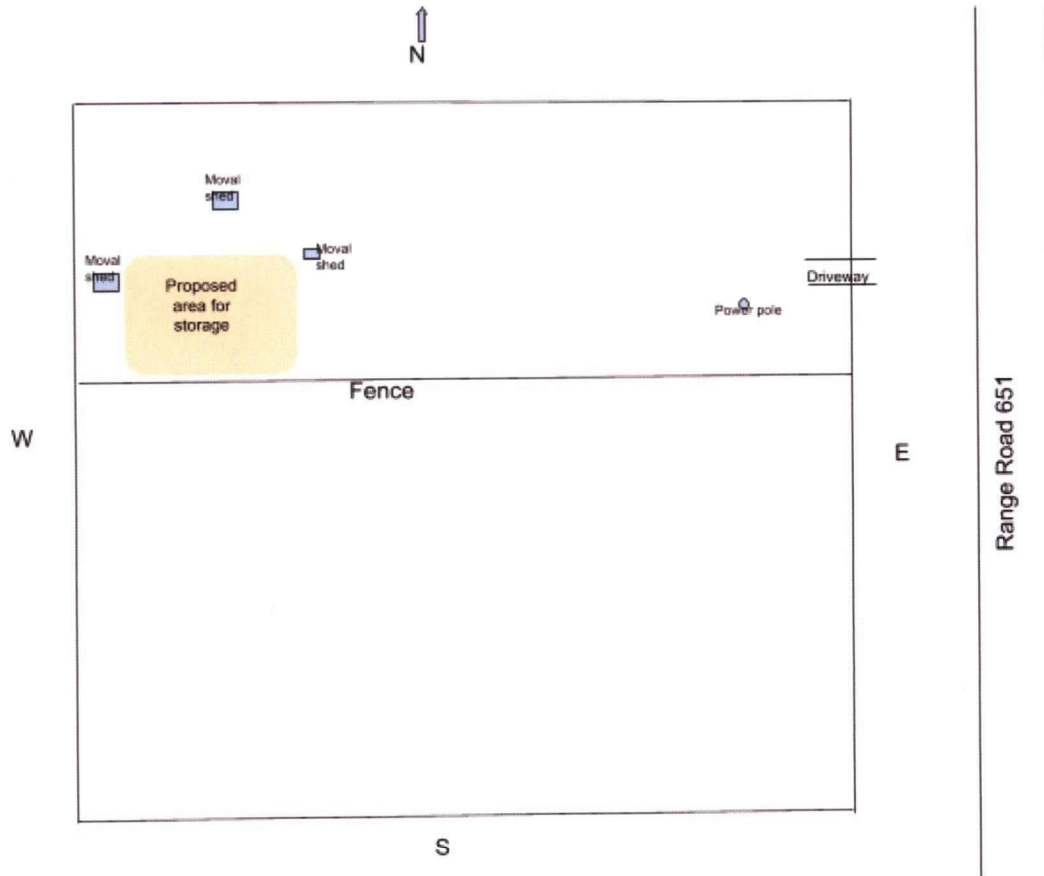 N
Moval
shed
Moval
shed
Moval
shed
Proposed
area for
storage
Driveway
Power pole
Fence
W
E
Range Road 651
S